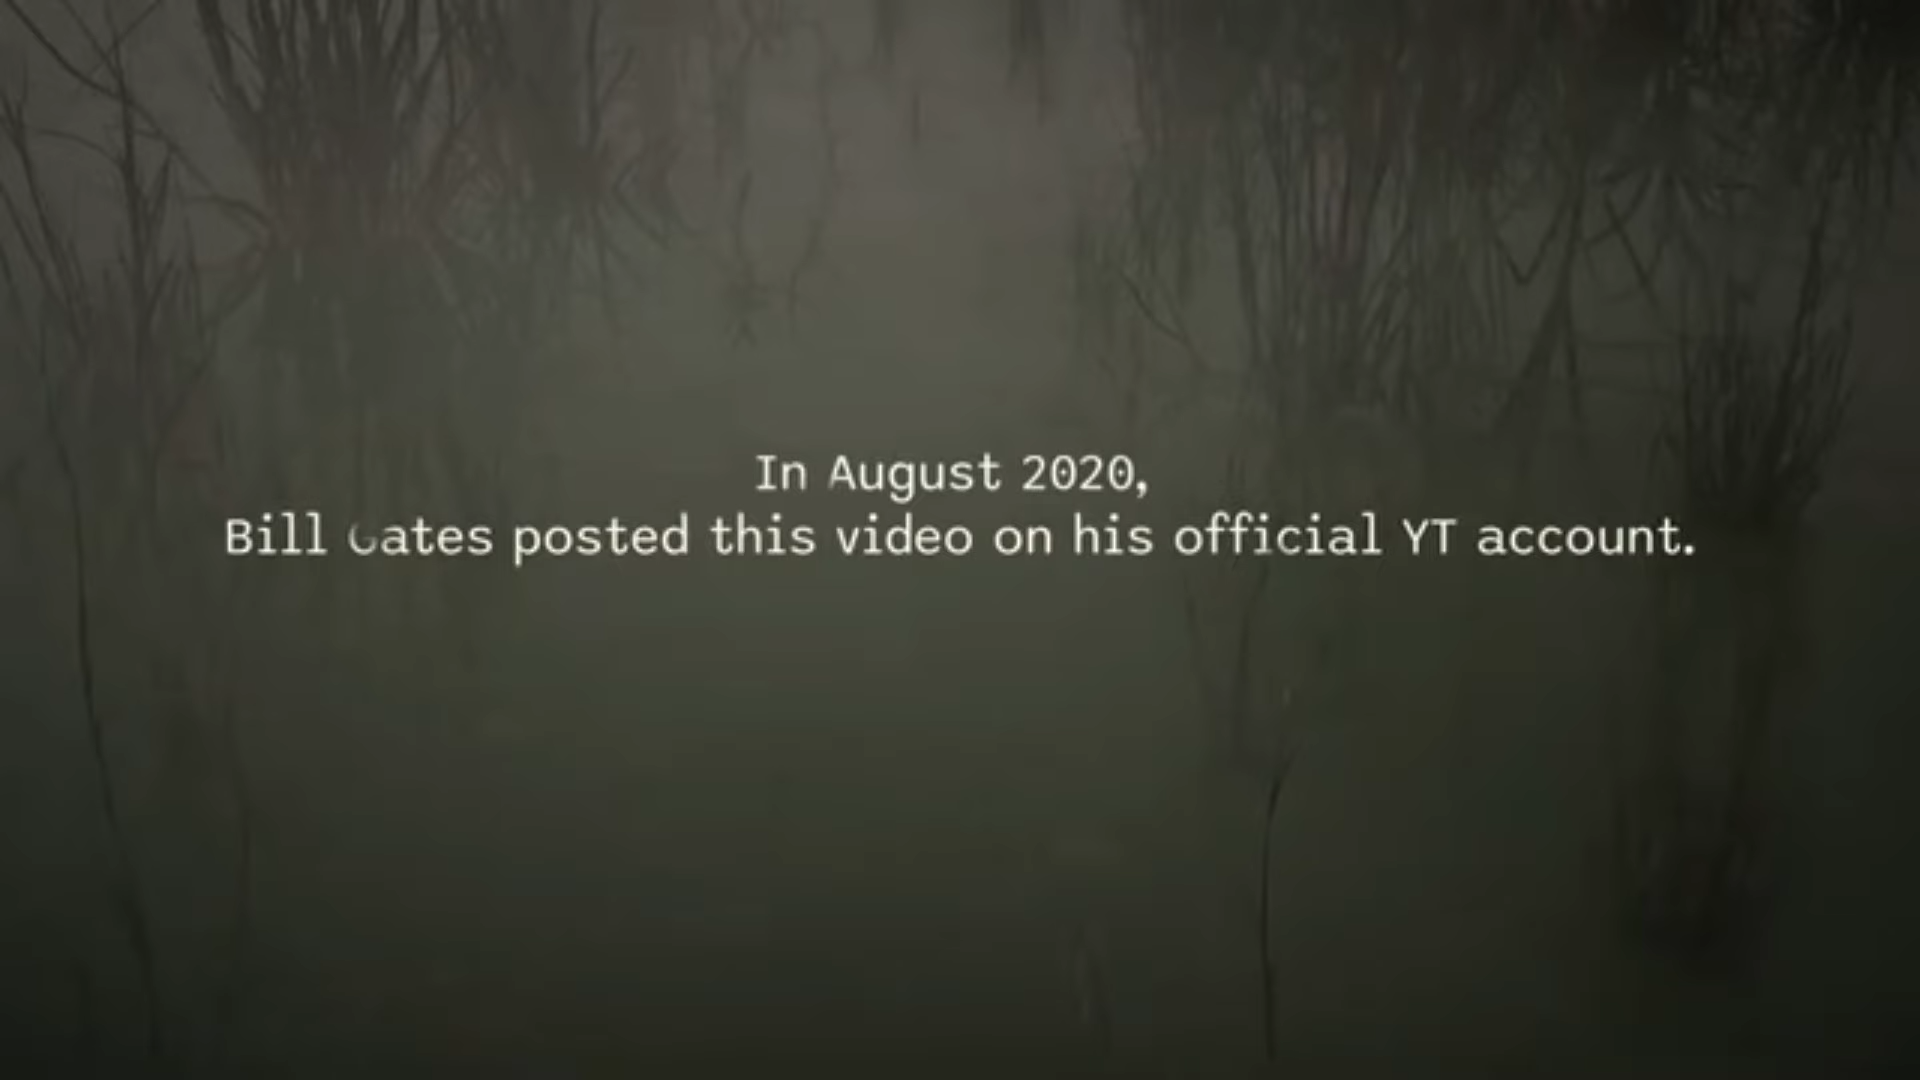 In August 2020,
Bill Gates posted this video on his official YT account.